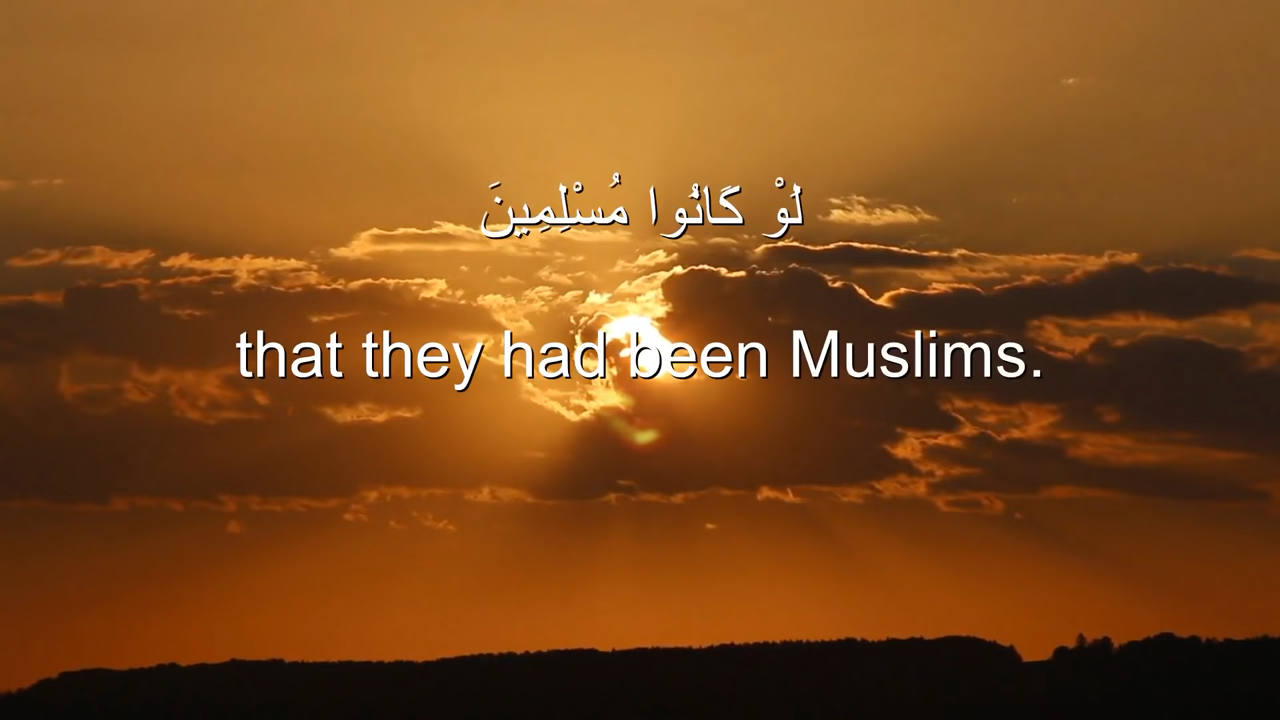 لَوْ كَانُوا مُسْلِمِينَ
that they had been Muslims.